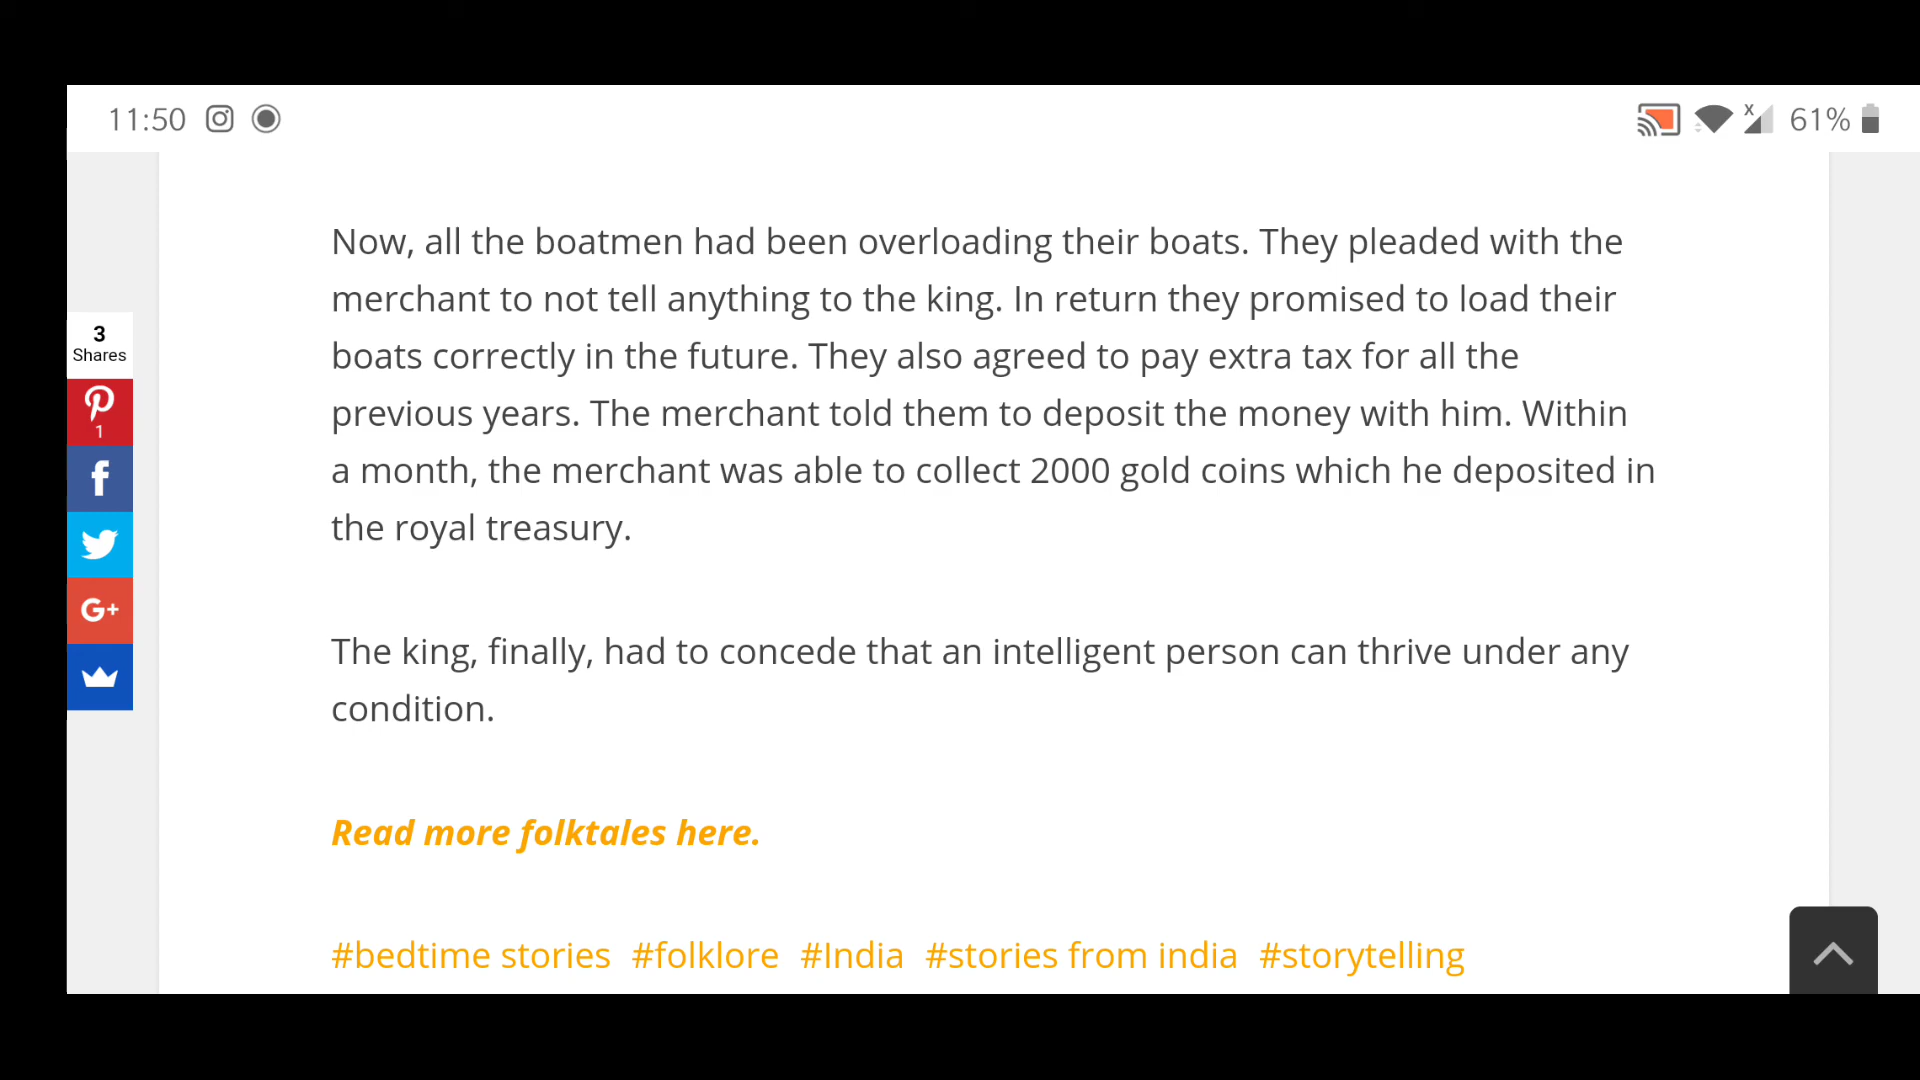 11:50
x 61%
Now, all the boatmen had been overloading their boats. They pleaded with the
merchant to not tell anything to the king. In return they promised to load their
boats correctly in the future. They also agreed to pay extra tax for all the
previous years. The merchant told them to deposit the money with him. Within
a month, the merchant was able to collect 2000 gold coins which he deposited in
the royal treasury.
The king, finally, had to concede that an intelligent person can thrive under any
condition.
Read more folktales here.
#bedtime stories #folklore #India #stories from india #storytelling
3
Shares
1
f
G+